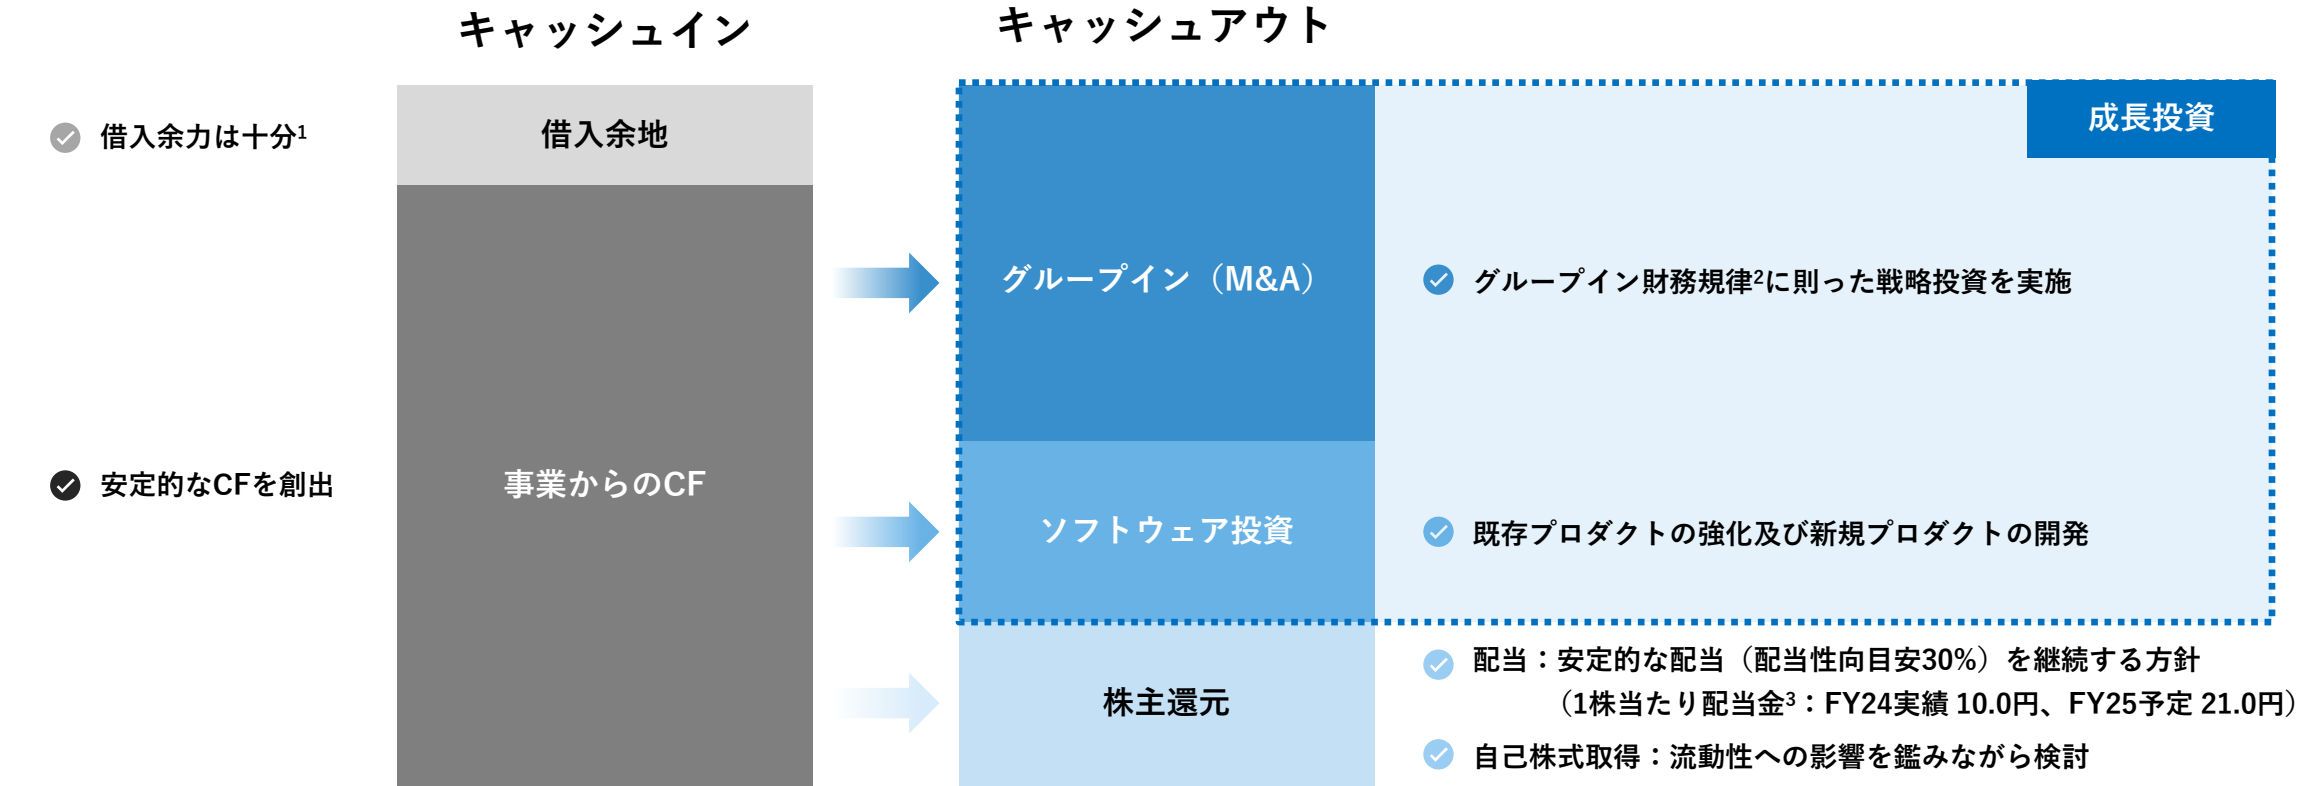 キャッシュイン
キャッシュアウト
借入余力は十分1
借入余地
成長投資
グループイン（M&A）
グループイン財務規律2に則った戦略投資を実施
安定的なCFを創出
事業からのCF
ソフトウェア投資
既存プロダクトの強化及び新規プロダクトの開発
株主還元
配当：安定的な配当（配当性向目安30%）を継続する方針
（1株当たり配当金3：FY24実績 10.0円、FY25予定 21.0円）
自己株式取得：流動性への影響を鑑みながら検討